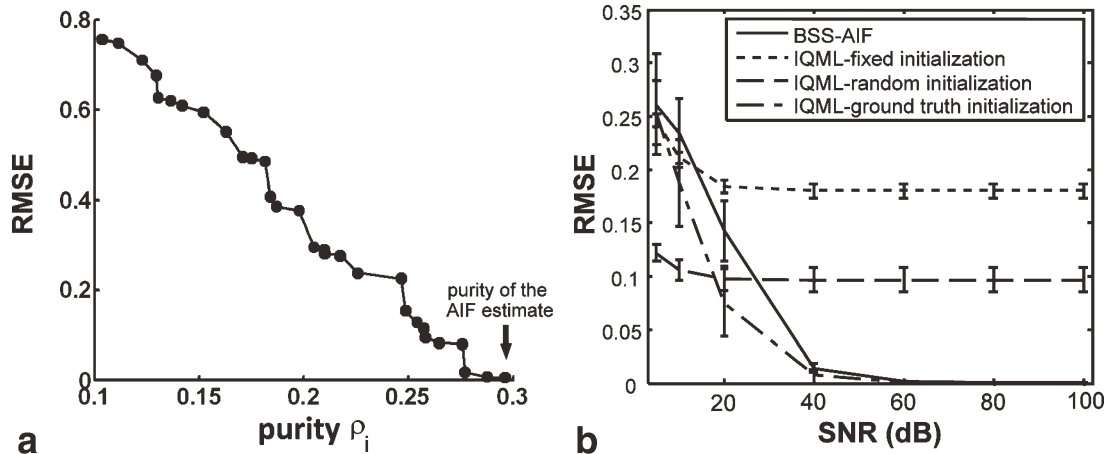 0.8
0.6
0.4
0.2
0
0.1
0.15
0.2
0.25
0.3
RMSE
purity ρi
purity of the
AIF estimate
a
0.35
0.3
0.25
0.2
0.15
0.1
0.05
0
20
40
60
80
100
RMSE
SNR (dB)
BSS-AIF
IQML-fixed initialization
IQML-random initialization
IQML-ground truth initialization
b